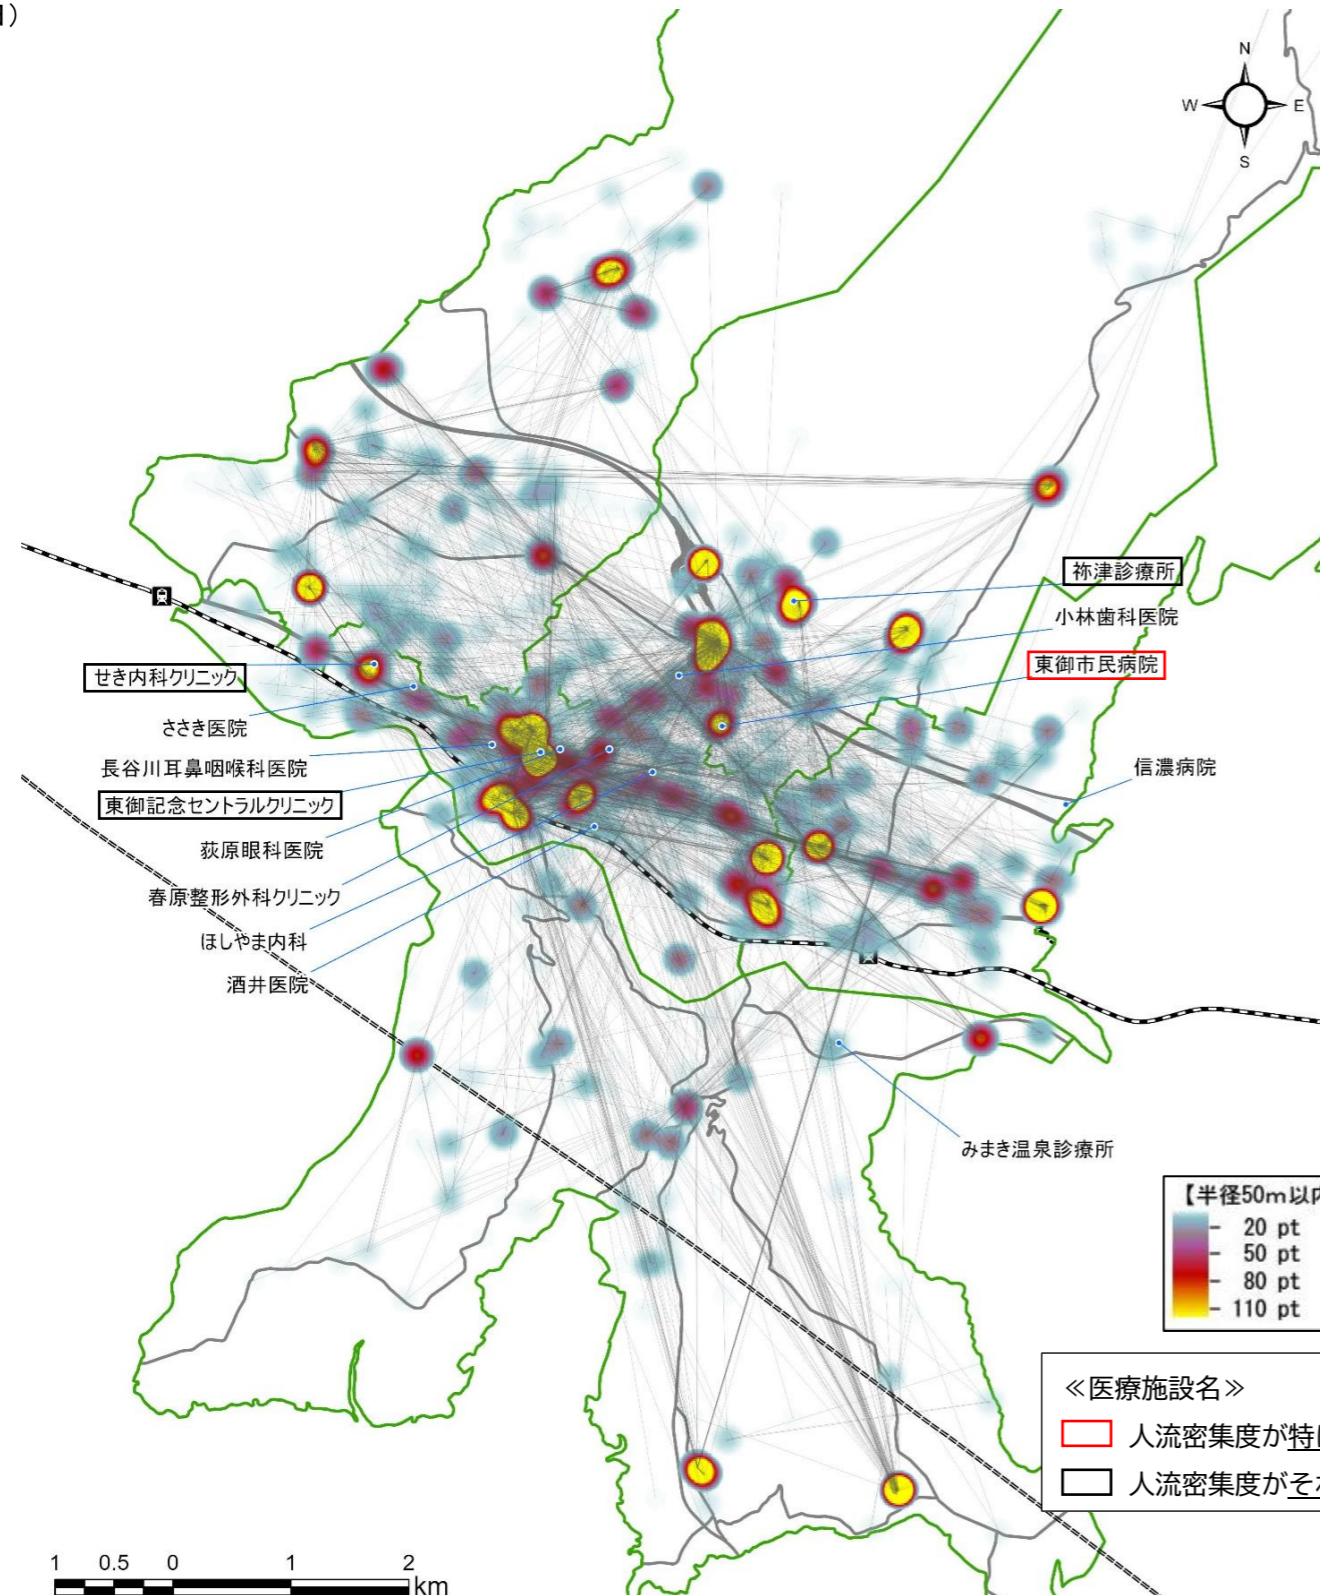 N
W E
S
祢津診療所
小林歯科医院
東御市民病院
せき内科クリニック
ささき医院
長谷川耳鼻咽喉科医院
信濃病院
東御記念セントラルクリニック
荻原眼科医院
春原整形外科クリニック
ほしやま内科
酒井医院
みまき温泉診療所
【半径50m以内
20 pt
50 pt
80 pt
110 pt
≪医療施設名≫
人流密集度が特に
人流密集度がそ
1 0.5 0 1 2
km